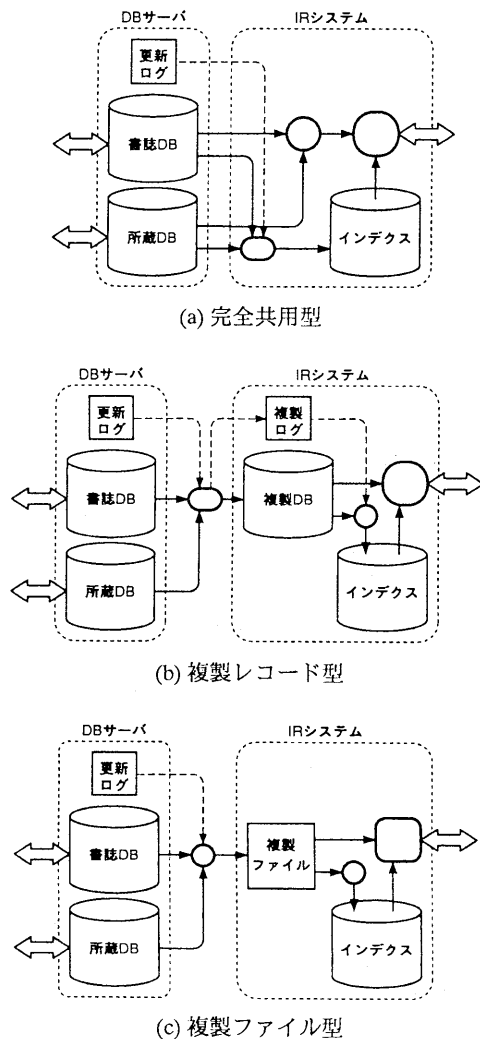 DBサーバ
IRシステム
更新
ログ
書誌DB
所蔵DB
インデクス
(a) 完全共用型
DBサーバ
IRシステム
更新
ログ
複製
ログ
書誌DB
複製DB
所蔵DB
インデクス
(b) 複製レコード型
DBサーバ
IRシステム
更新
ログ
書誌DB
複製
ファイル
所蔵DB
インデクス
(c) 複製ファイル型